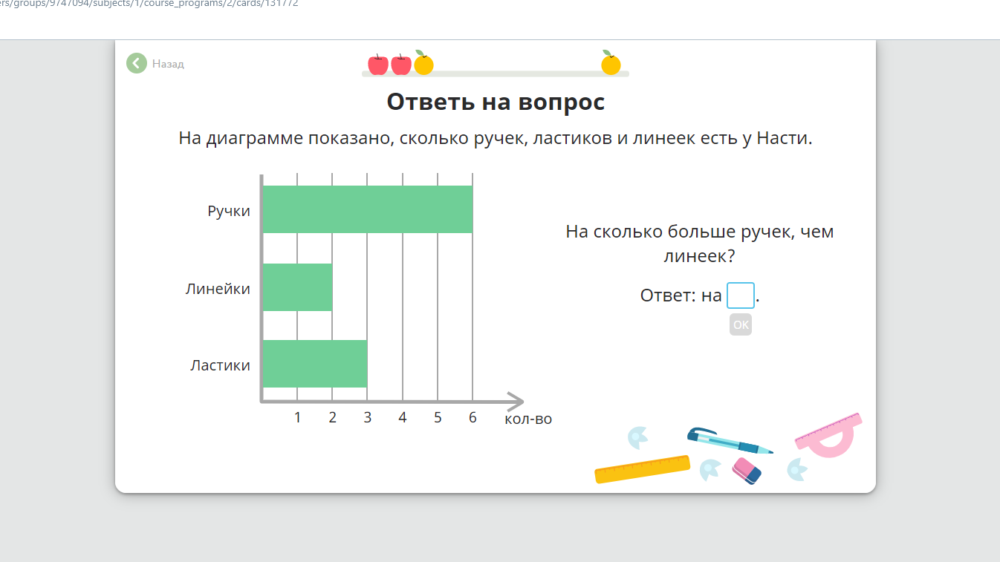 ers/groups/9747094/subjects/1/course_programs/2/cards/131772
Назад
Ответь на вопрос
На диаграмме показано, сколько ручек, ластиков и линеек есть у Насти.
Ручки
Линейки
Ластики
1 2 3 4 5 6 кол-во
На сколько больше ручек, чем
линеек?
Ответ: на .
ОК